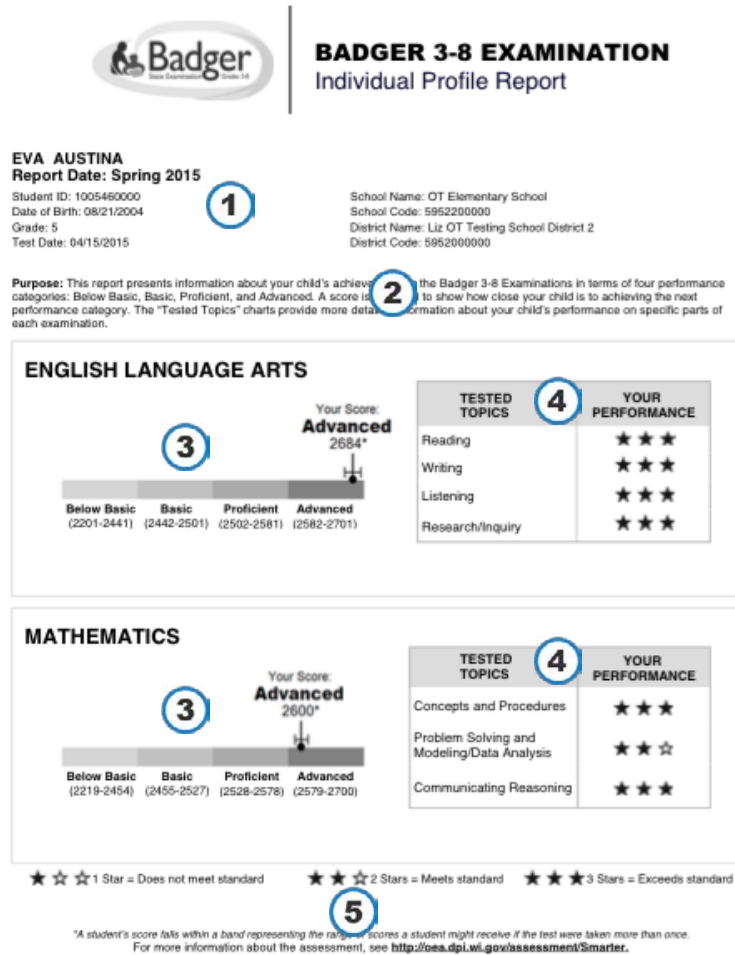 Badger
BADGER 3-8 EXAMINATION
Individual Profile Report
EVA AUSTINA
Report Date: Spring 2015
Student ID: 1005460000
Date of Birth: 08/21/2004
Grade: 5
Test Date: 04/15/2015
1
School Name: OT Elementary School
School Code: 5952200000
District Name: Liz OT Testing School District 2
District Code: 5952000000
Purpose: This report presents information about your child's achieve the Badger 3-8 Examinations in terms of four performance
categories: Below Basic, Basic, Proficient, and Advanced. A score is to show how close your child is to achieving the next
performance category. The "Tested Topics" charts provide more about your child's performance on specific parts of
each examination.
2
ENGLISH LANGUAGE ARTS
3
Your Score:
Advanced
2684*
Below Basic Basic Proficient Advanced
(2201-2441) (2442-2501) (2502-2581) (2582-2701)
TESTED TOPICS 4 YOUR PERFORMANCE
Reading ★ ★ ★
Writing ★ ★ ★
Listening ★ ★ ★
Research/Inquiry ★ ★ ★
MATHEMATICS
3
Your Score:
Advanced
2600*
Below Basic Basic Proficient Advanced
(2219-2454) (2455-2527) (2528-2578) (2579-2700)
TESTED TOPICS 4 YOUR PERFORMANCE
Concepts and Procedures ★ ★ ★
Problem Solving and
Modeling/Data Analysis ★ ★ ☆
Communicating Reasoning ★ ★ ★
★ ☆ ☆ 1 Star = Does not meet standard ★ ★ ☆ 2 Stars = Meets standard ★ ★ ★ 3 Stars = Exceeds standard
5
*A student's score falls within a band representing the scores a student might receive if the test were taken more than once.
For more information about the assessment, see http://oea.dpi.wi.gov/assessment/Smarter.